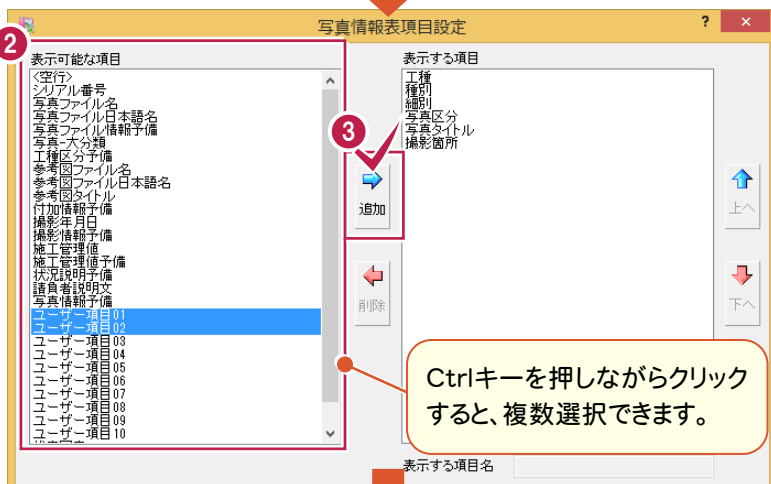 写真情報表項目設定
?
×
2
表示可能な項目
<空行>
シリアル番号
写真ファイル名
写真ファイル日本語名
写真ファイル情報予備
写真-大分類
工種区分予備
参考図ファイル名
参考図ファイル日本語名
参考図タイトル
付加情報予備
撮影年月日
撮影情報予備
施工管理値
施工管理値予備
状況説明予備
請負者説明文
写真情報予備
ユーザー項目01
ユーザー項目02
ユーザー項目03
ユーザー項目04
ユーザー項目05
ユーザー項目06
ユーザー項目07
ユーザー項目08
ユーザー項目09
ユーザー項目10
3
追加
削除
表示する項目
工種
種別
細別
写真区分
写真タイトル
撮影箇所
上へ
下へ
Ctrlキーを押しながらクリック
すると、複数選択できます。
表示する項目名